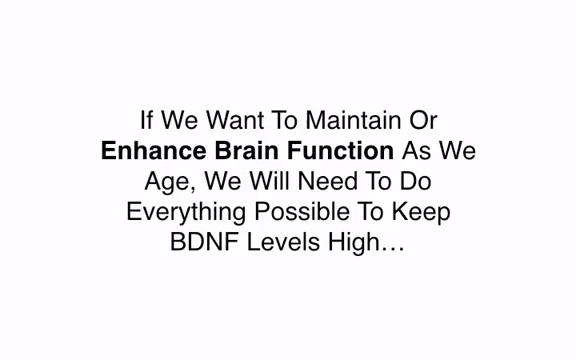 If We Want To Maintain Or
Enhance Brain Function As We
Age, We Will Need To Do
Everything Possible To Keep
BDNF Levels High…